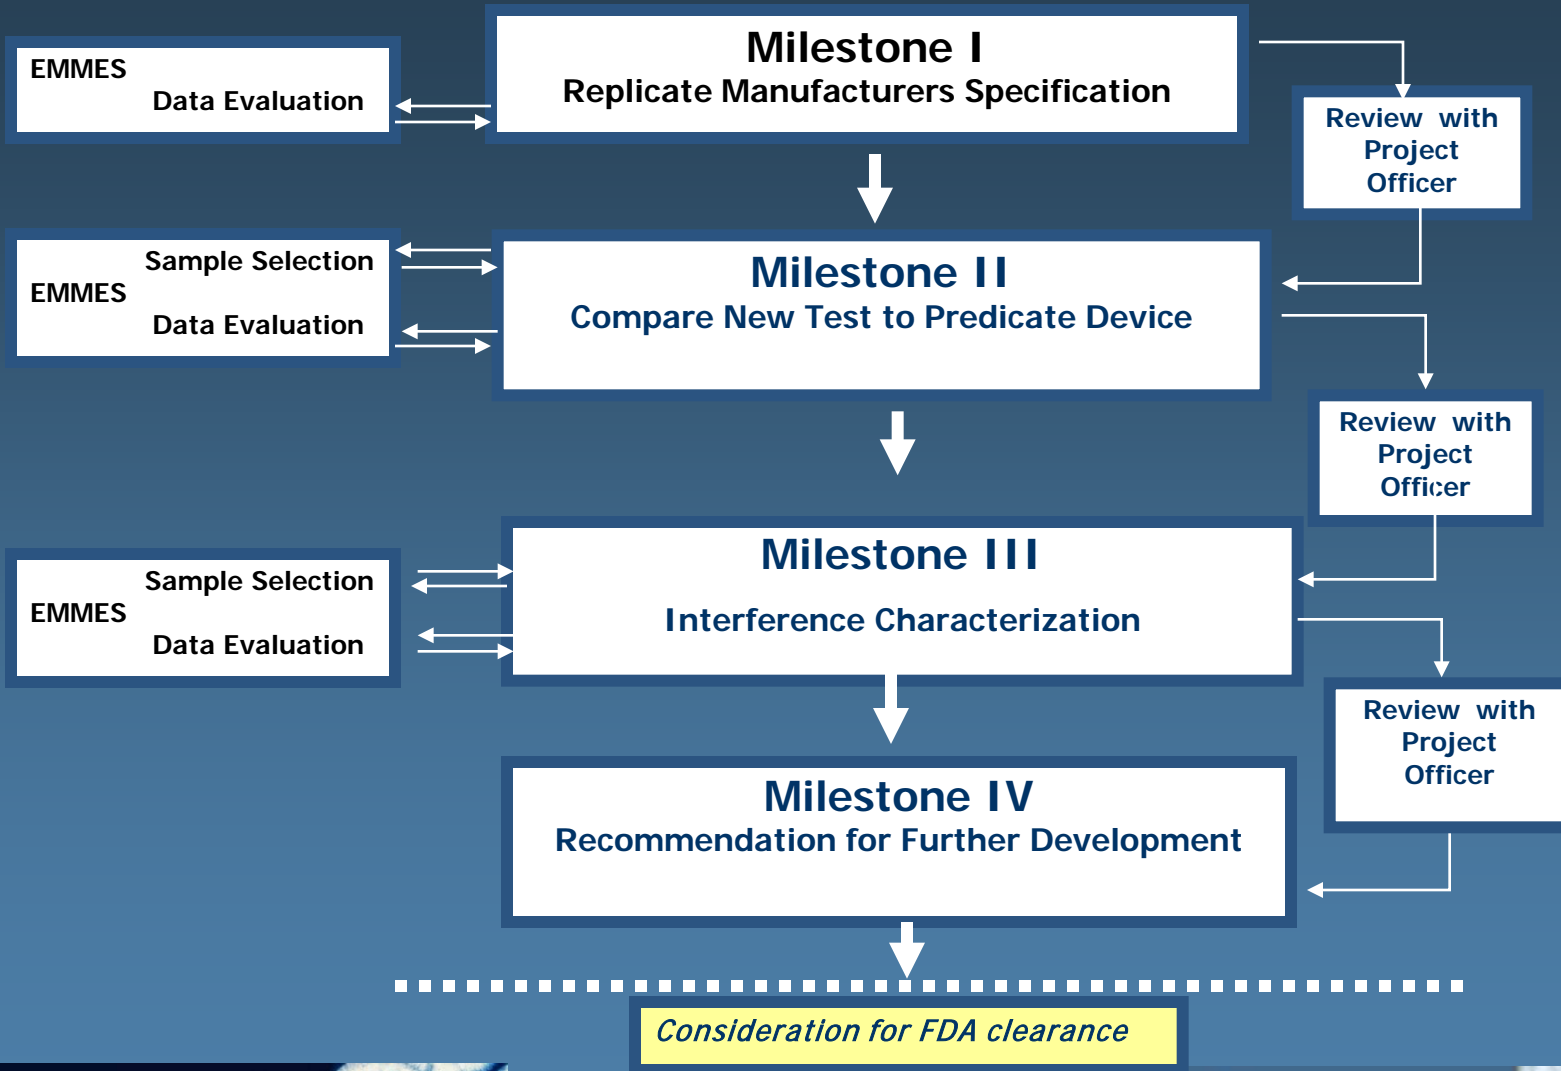 Milestone I
Replicate Manufacturers Specification
EMMES
Data Evaluation
Review with
Project
Officer
Sample Selection
EMMES
Data Evaluation
Milestone II
Compare New Test to Predicate Device
Review with
Project
Officer
Sample Selection
EMMES
Data Evaluation
Milestone III
Interference Characterization
Review with
Project
Officer
Milestone IV
Recommendation for Further Development
Consideration for FDA clearance